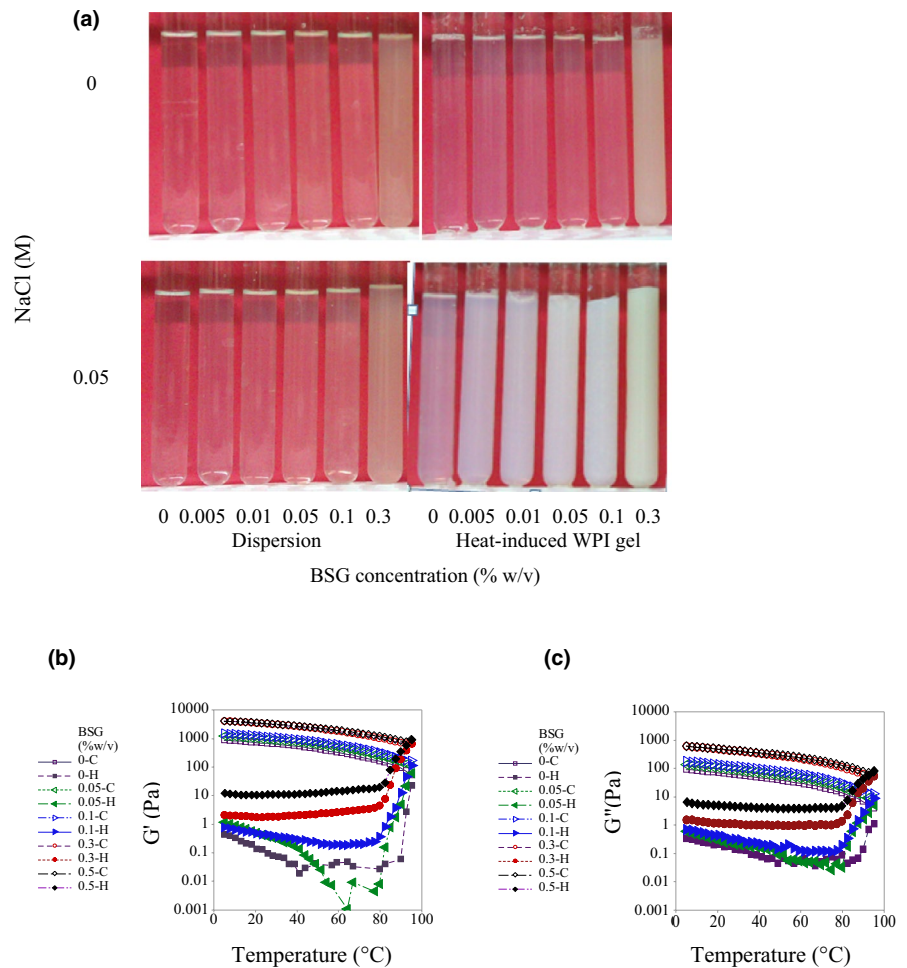 (a)
0
NaCl (M)
0.05
0 0.005 0.01 0.05 0.1 0.3 0 0.005 0.01 0.05 0.1 0.3
Dispersion Heat-induced WPI gel
BSG concentration (% w/v)
(b)
BSG
(%w/v)
0-C
0-H
0.05-C
0.05-H
0.1-C
0.1-H
0.3-C
0.3-H
0.5-C
0.5-H
G' (Pa)
10000
1000
100
10
1
0.1
0.01
0.001
0 20 40 60 80 100
Temperature (°C)
(c)
BSG
(%w/v)
0-C
0-H
0.05-C
0.05-H
0.1-C
0.1-H
0.3-C
0.3-H
0.5-C
0.5-H
G"(Pa)
10000
1000
100
10
1
0.1
0.01
0.001
0 20 40 60 80 100
Temperature (°C)